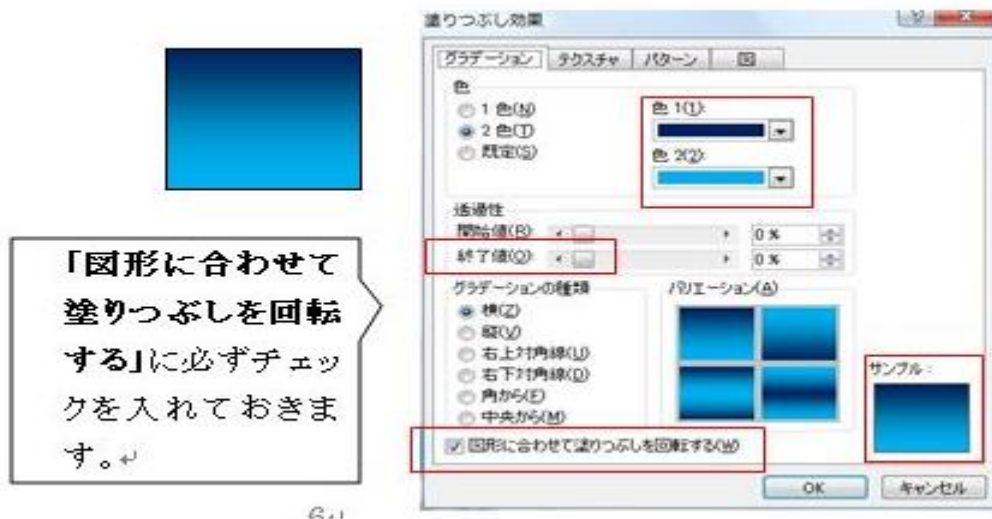 「図形に合わせて
塗りつぶしを回転
する」に必ずチェッ
クを入れておきま
す。↵
塗りつぶし効果
グラデーション テクスチャ パターン 図
色
1 色(N)
2 色(T)
既定(S)
色 1(1):
色 2(2):
透過性
開始値(R): 0 %
終了値(O): 0 %
グラデーションの種類
横(Z)
縦(V)
右上対角線(U)
右下対角線(D)
角から(F)
中央から(M)
バリエーション(A)
サンプル :
図形に合わせて塗りつぶしを回転する(W)
OK キャンセル